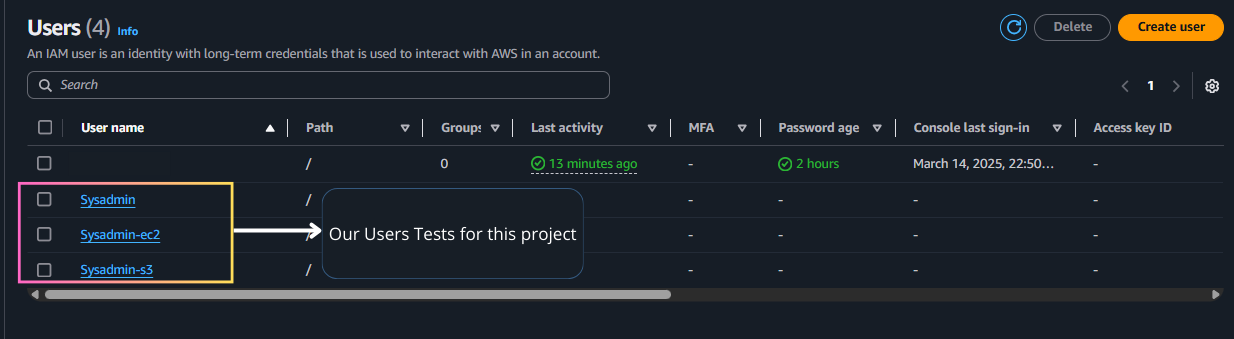 Users (4) Info
Delete
Create user
An IAM user is an identity with long-term credentials that is used to interact with AWS in an account.
Search
1
User name Path Groups Last activity MFA Password age Console last sign-in Access key ID
/ 0 13 minutes ago - 2 hours March 14, 2025, 22:50... -
Sysadmin / - - - -
Sysadmin-ec2 / - - - -
Sysadmin-s3 / - - - -
Our Users Tests for this project